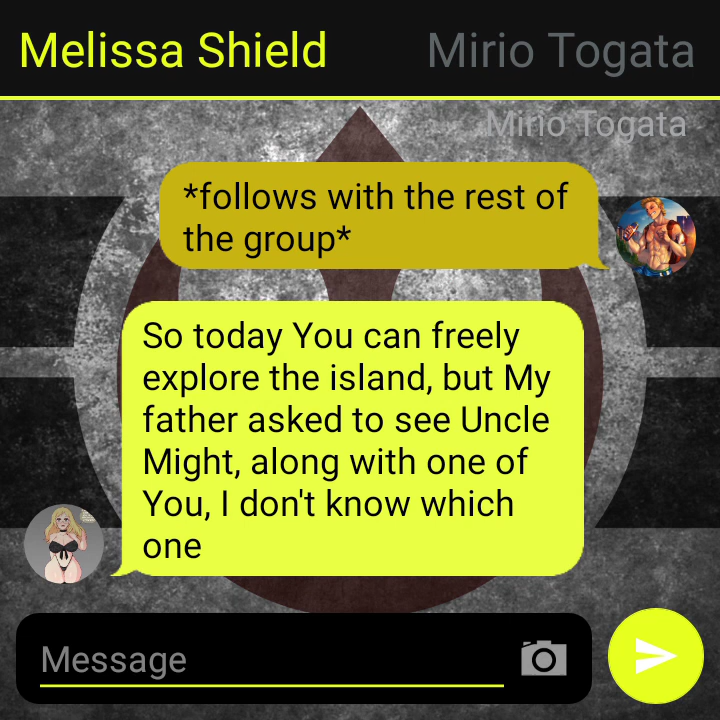 Melissa Shield Mirio Togata
Mirio Togata
*follows with the rest of
the group*
So today You can freely
explore the island, but My
father asked to see Uncle
Might, along with one of
You, I don't know which
one
Message